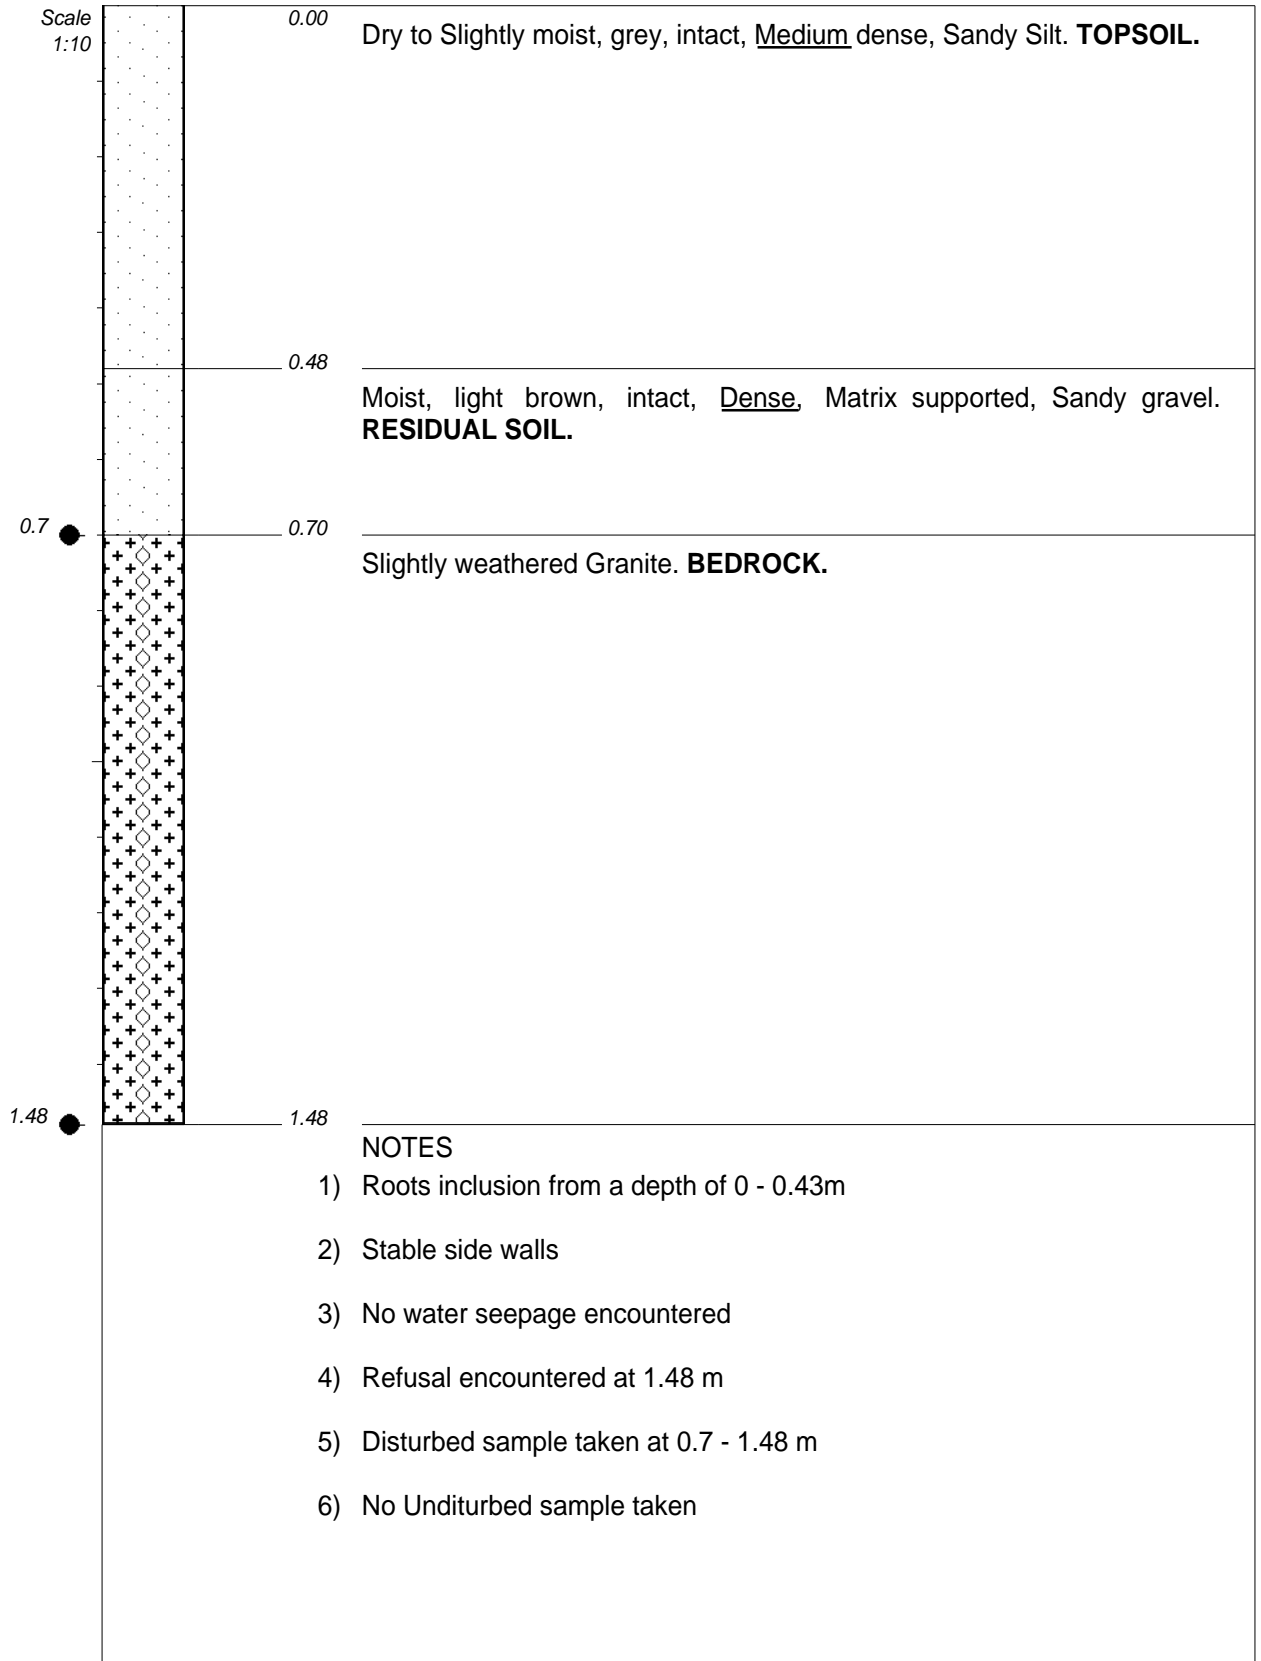 Scale
1:10
0.00
Dry to Slightly moist, grey, intact, Medium dense, Sandy Silt. TOPSOIL.
0.48
Moist, light brown, intact, Dense, Matrix supported, Sandy gravel.
RESIDUAL SOIL.
0.7
0.70
Slightly weathered Granite. BEDROCK.
1.48
1.48
NOTES
1) Roots inclusion from a depth of 0 - 0.43m
2) Stable side walls
3) No water seepage encountered
4) Refusal encountered at 1.48 m
5) Disturbed sample taken at 0.7 - 1.48 m
6) No Unditurbed sample taken